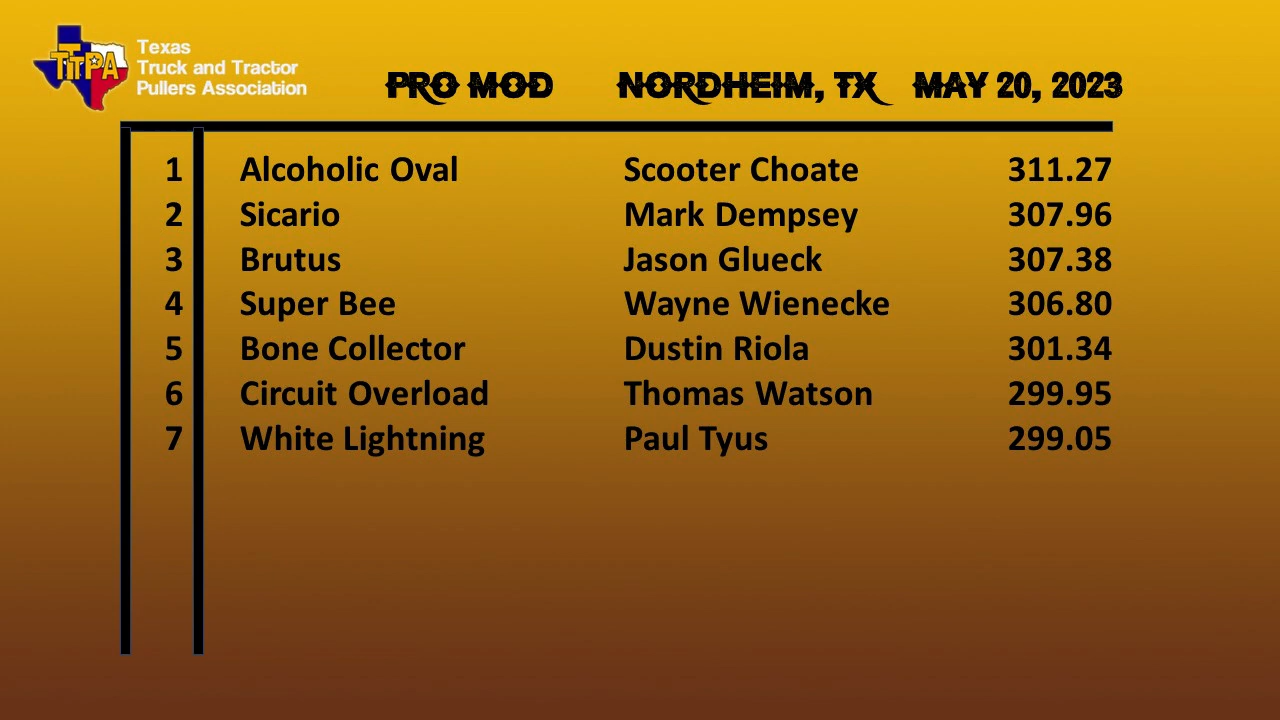 TTTPA
Texas
Truck and Tractor
Pullers Association
PRO MOD NORDHEIM, TX MAY 20, 2023
1 Alcoholic Oval Scooter Choate 311.27
2 Sicario Mark Dempsey 307.96
3 Brutus Jason Glueck 307.38
4 Super Bee Wayne Wienecke 306.80
5 Bone Collector Dustin Riola 301.34
6 Circuit Overload Thomas Watson 299.95
7 White Lightning Paul Tyus 299.05